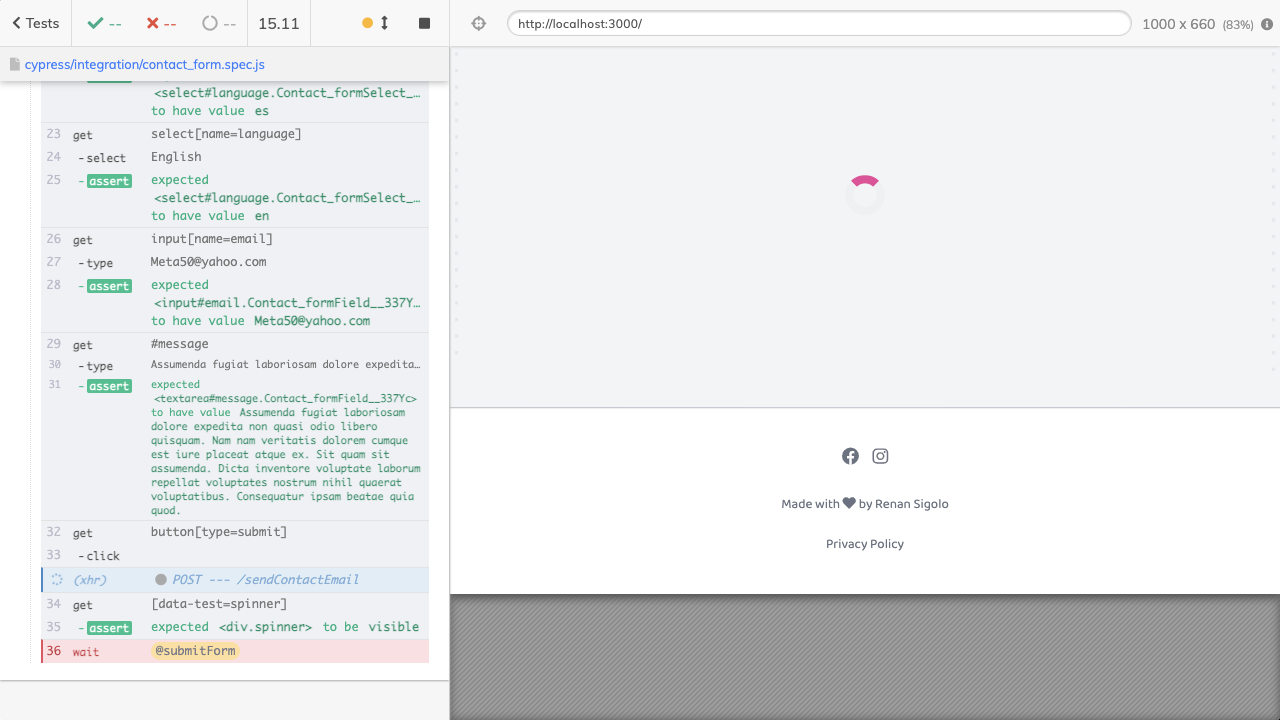 Tests
--
--
--
15.11
http://localhost:3000/
1000 x 660 (83%)
cypress/integration/contact_form.spec.js
<select#language.Contact_formSelect_…
to have value es
23 get select[name=language]
24 -select English
25 -assert expected
<select#language.Contact_formSelect_…
to have value en
26 get input[name=email]
27 -type Meta50@yahoo.com
28 -assert expected
<input#email.Contact_formField__337Y…
to have value Meta50@yahoo.com
29 get #message
30 -type Assumenda fugiat laboriosam dolore expedita…
31 -assert expected
<textarea#message.Contact_formField__337Yc>
to have value Assumenda fugiat laboriosam
dolore expedita non quasi odio libero
quisquam. Nam nam veritatis dolorem cumque
est iure placeat atque ex. Sit quam sit
assumenda. Dicta inventore voluptate laborum
repellat voluptates nostrum nihil quaerat
voluptatibus. Consequatur ipsam beatae quia
quod.
32 get button[type=submit]
33 -click
(xhr) POST --- /sendContactEmail
34 get [data-test=spinner]
35 -assert expected <div.spinner> to be visible
36 wait @submitForm
Made with ❤ by Renan Sigolo
Privacy Policy